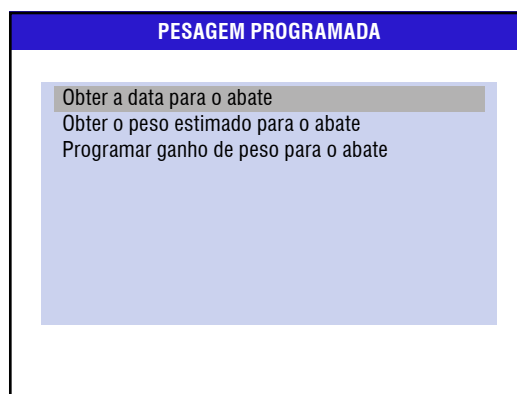 PESAGEM PROGRAMADA
Obter a data para o abate
Obter o peso estimado para o abate
Programar ganho de peso para o abate